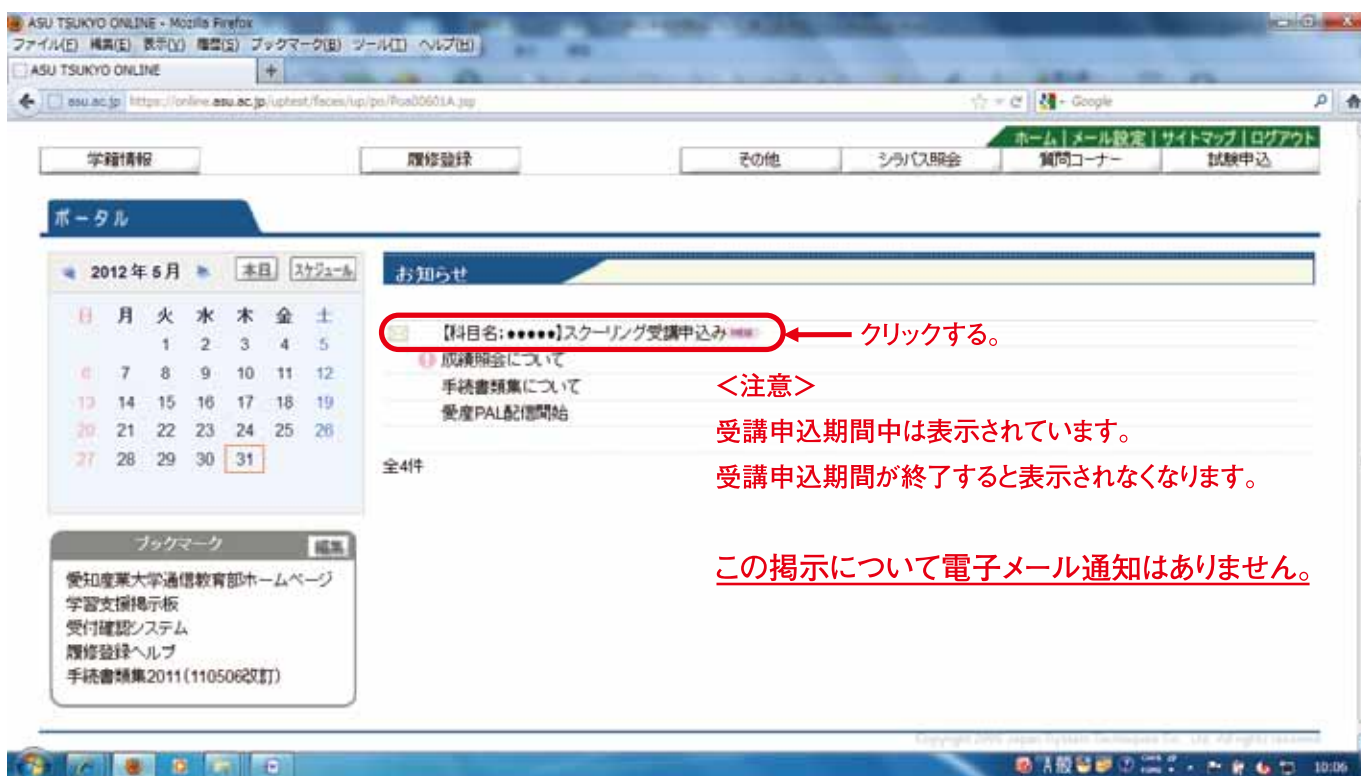 ASU TSUKYO ONLINE - Mozilla Firefox
ファイル(F) 編集(E) 表示(V) 履歴(S) ブックマーク(B) ツール(T) ヘルプ(H)
ASU TSUKYO ONLINE +
asu.ac.jp https://online.asu.ac.jp/uptest/faces/up/po/Poa00601A.jsp Google
ホーム | メール設定 | サイトマップ | ログアウト
学籍情報 履修登録 その他 シラバス照会 質問コーナー 試験申込
ポータル
2012年5月 本日 スケジュール
お知らせ
日 月 火 水 木 金 土
1 2 3 4 5
6 7 8 9 10 11 12
13 14 15 16 17 18 19
20 21 22 23 24 25 26
27 28 29 30 31
【科目名:●●●●●】スクーリング受講申込み
クリックする。
成績照会について
手続書類集について
愛産PAL配信開始
全4件
<注意>
受講申込期間中は表示されています。
受講申込期間が終了すると表示されなくなります。
この掲示について電子メール通知はありません。
ブックマーク 編集
愛知産業大学通信教育部ホームページ
学習支援掲示板
受付確認システム
履修登録ヘルプ
手続書類集2011(110506改訂)
A 般
10:06